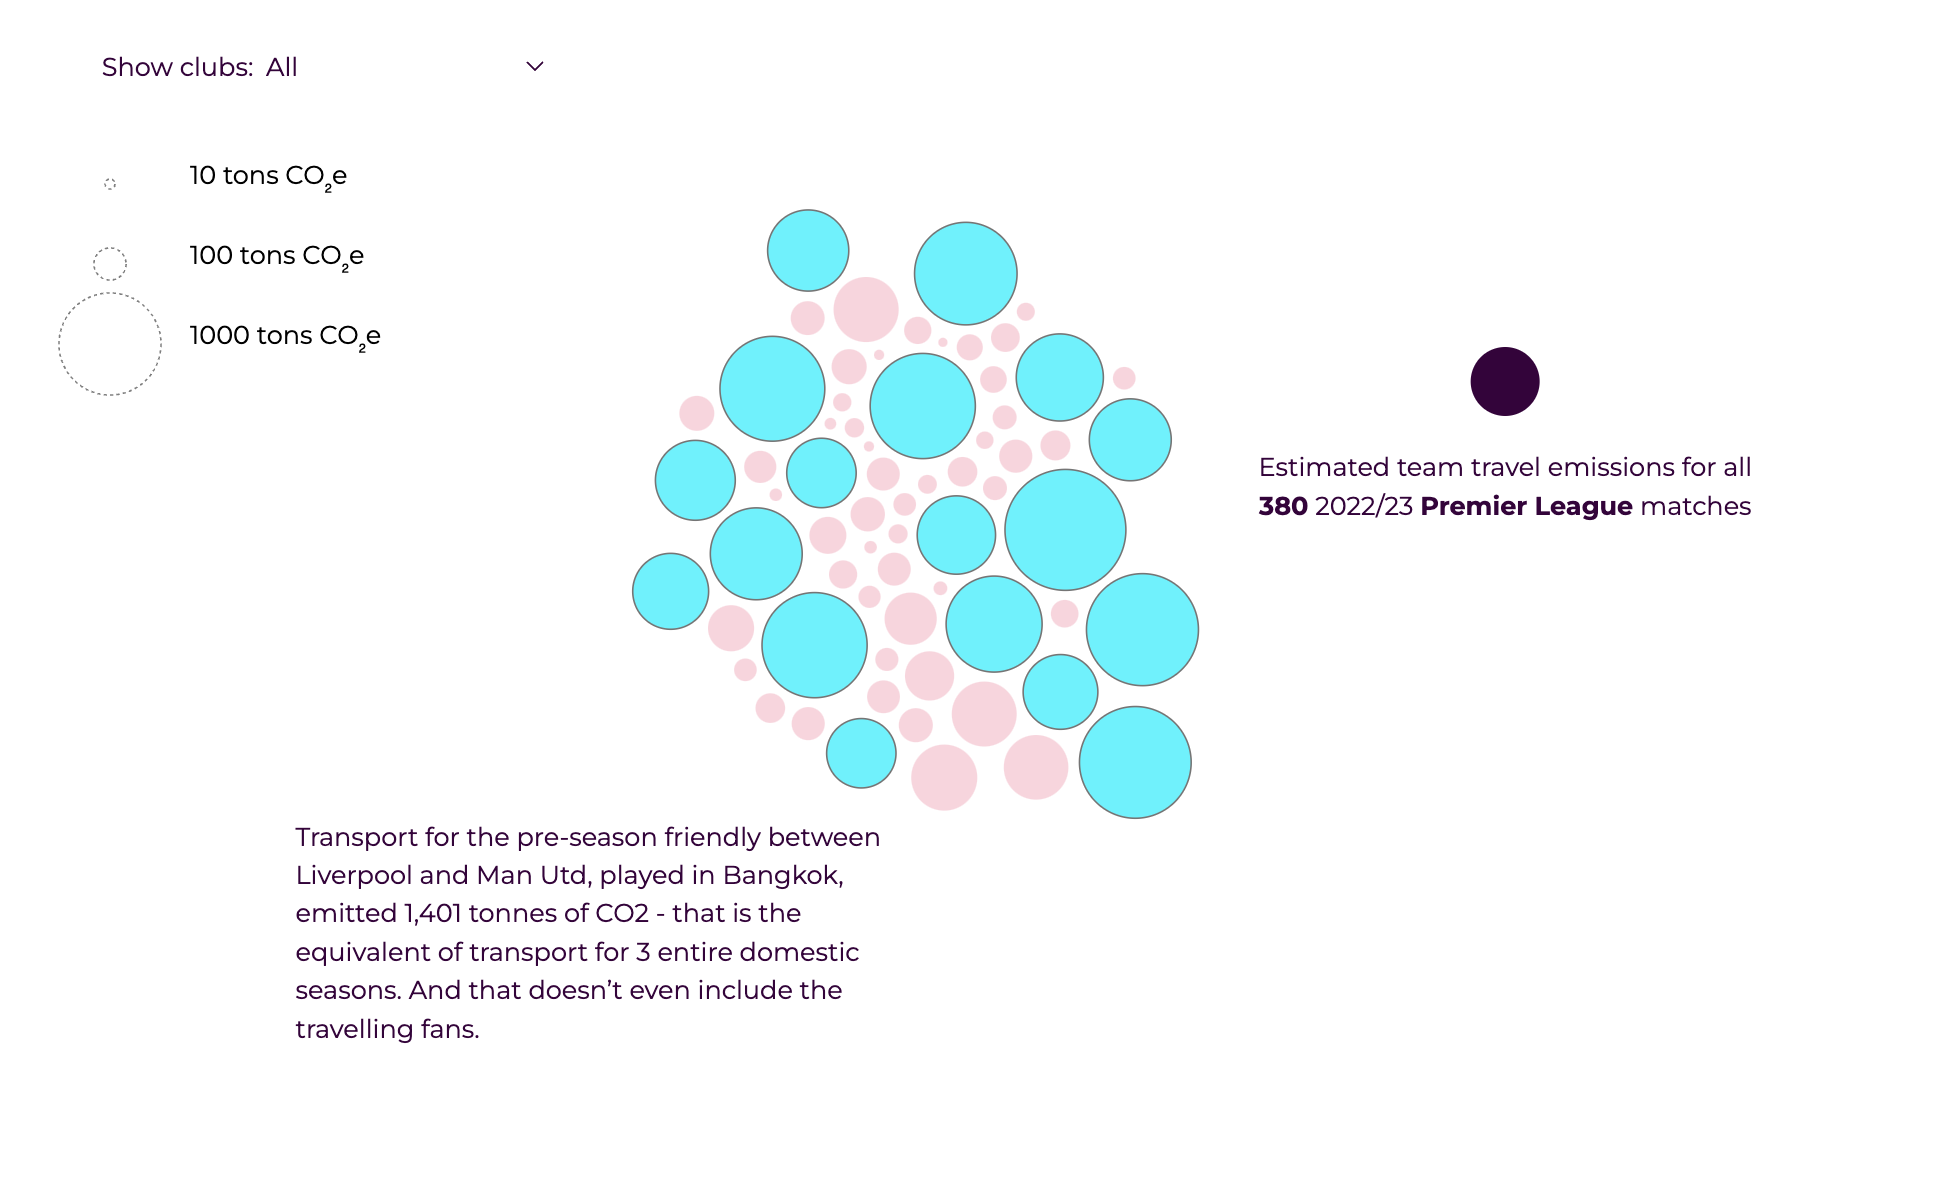 Show clubs: All
10 tons CO₂e
100 tons CO₂e
1000 tons CO₂e
Estimated team travel emissions for all
380 2022/23 Premier League matches
Transport for the pre-season friendly between
Liverpool and Man Utd, played in Bangkok,
emitted 1,401 tonnes of CO2 - that is the
equivalent of transport for 3 entire domestic
seasons. And that doesn’t even include the
travelling fans.